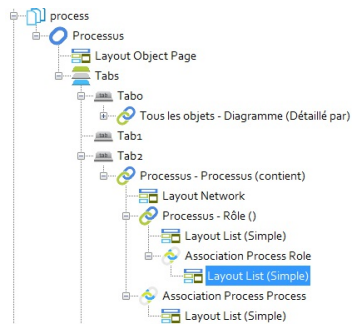 process
Processus
Layout Object Page
Tabs
Tab0
Tous les objets - Diagramme (Détaillé par)
Tab1
Tab2
Processus - Processus (contient)
Layout Network
Processus - Rôle ()
Layout List (Simple)
Association Process Role
Layout List (Simple)
Association Process Process
Layout List (Simple)